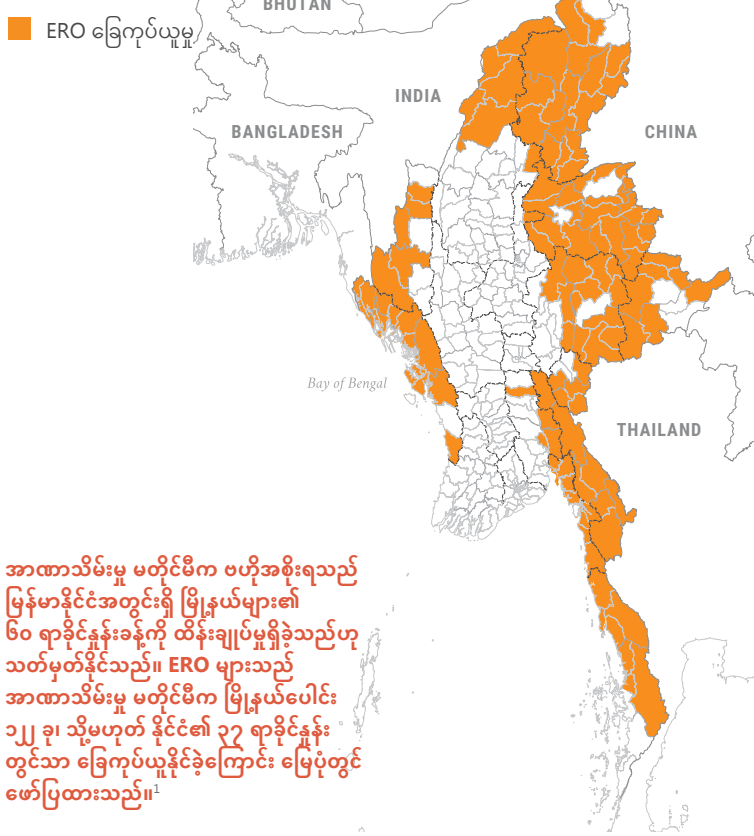 BHUTAN
ERO ခြေကုပ်ယူမှု
INDIA
BANGLADESH
CHINA
Bay of Bengal
THAILAND
အာဏာသိမ်းမှု မတိုင်မီက ဗဟိုအစိုးရသည်
မြန်မာနိုင်ငံအတွင်းရှိ မြို့နယ်များ၏
၆၀ ရာခိုင်နှုန်းခန့်ကို ထိန်းချုပ်မှုရှိခဲ့သည်ဟု
သတ်မှတ်နိုင်သည်။ ERO များသည်
အာဏာသိမ်းမှု မတိုင်မီက မြို့နယ်ပေါင်း
၁၂၂ ခု၊ သို့မဟုတ် နိုင်ငံ၏ ၃၇ ရာခိုင်နှုန်း
တွင်သာ ခြေကုပ်ယူနိုင်ခဲ့ကြောင်း မြေပုံတွင်
ဖော်ပြထားသည်။1